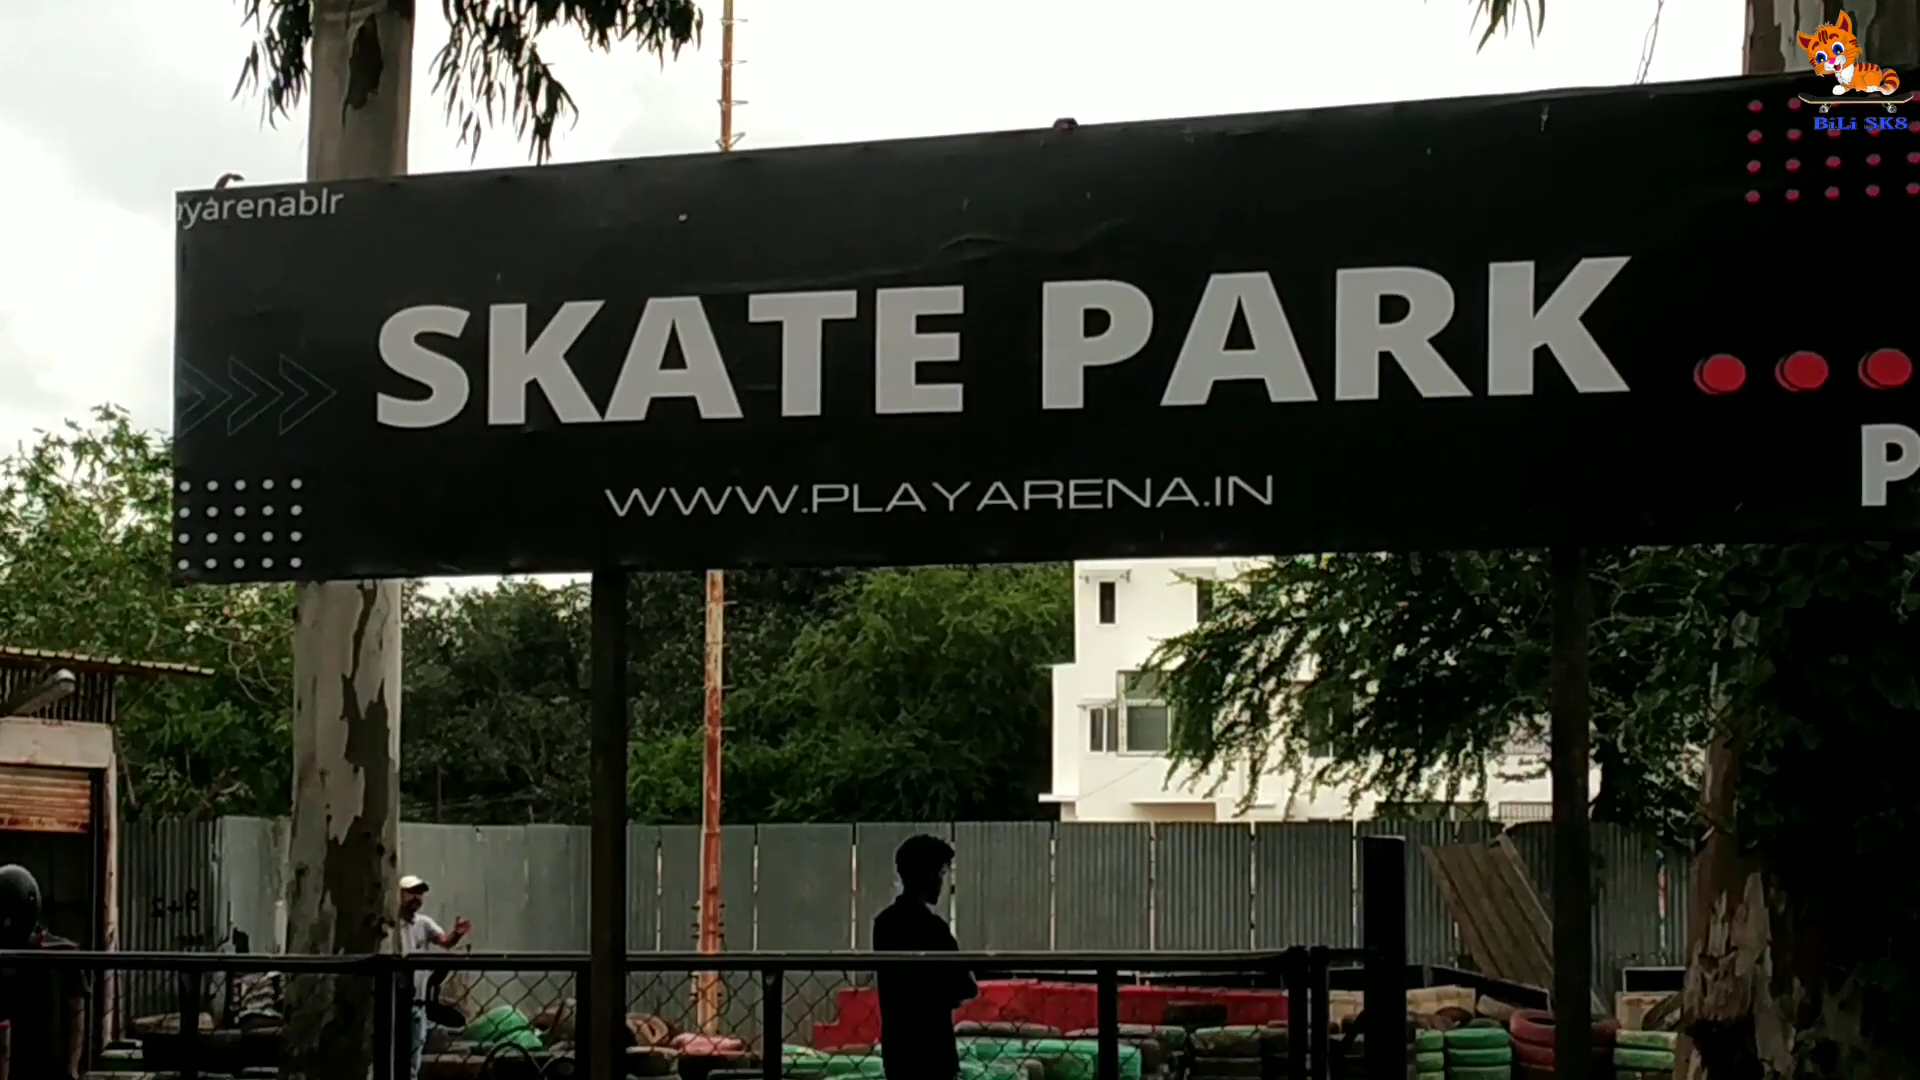 BiLi SK8
yarenablr
SKATE PARK
WWW.PLAYARENA.IN
P